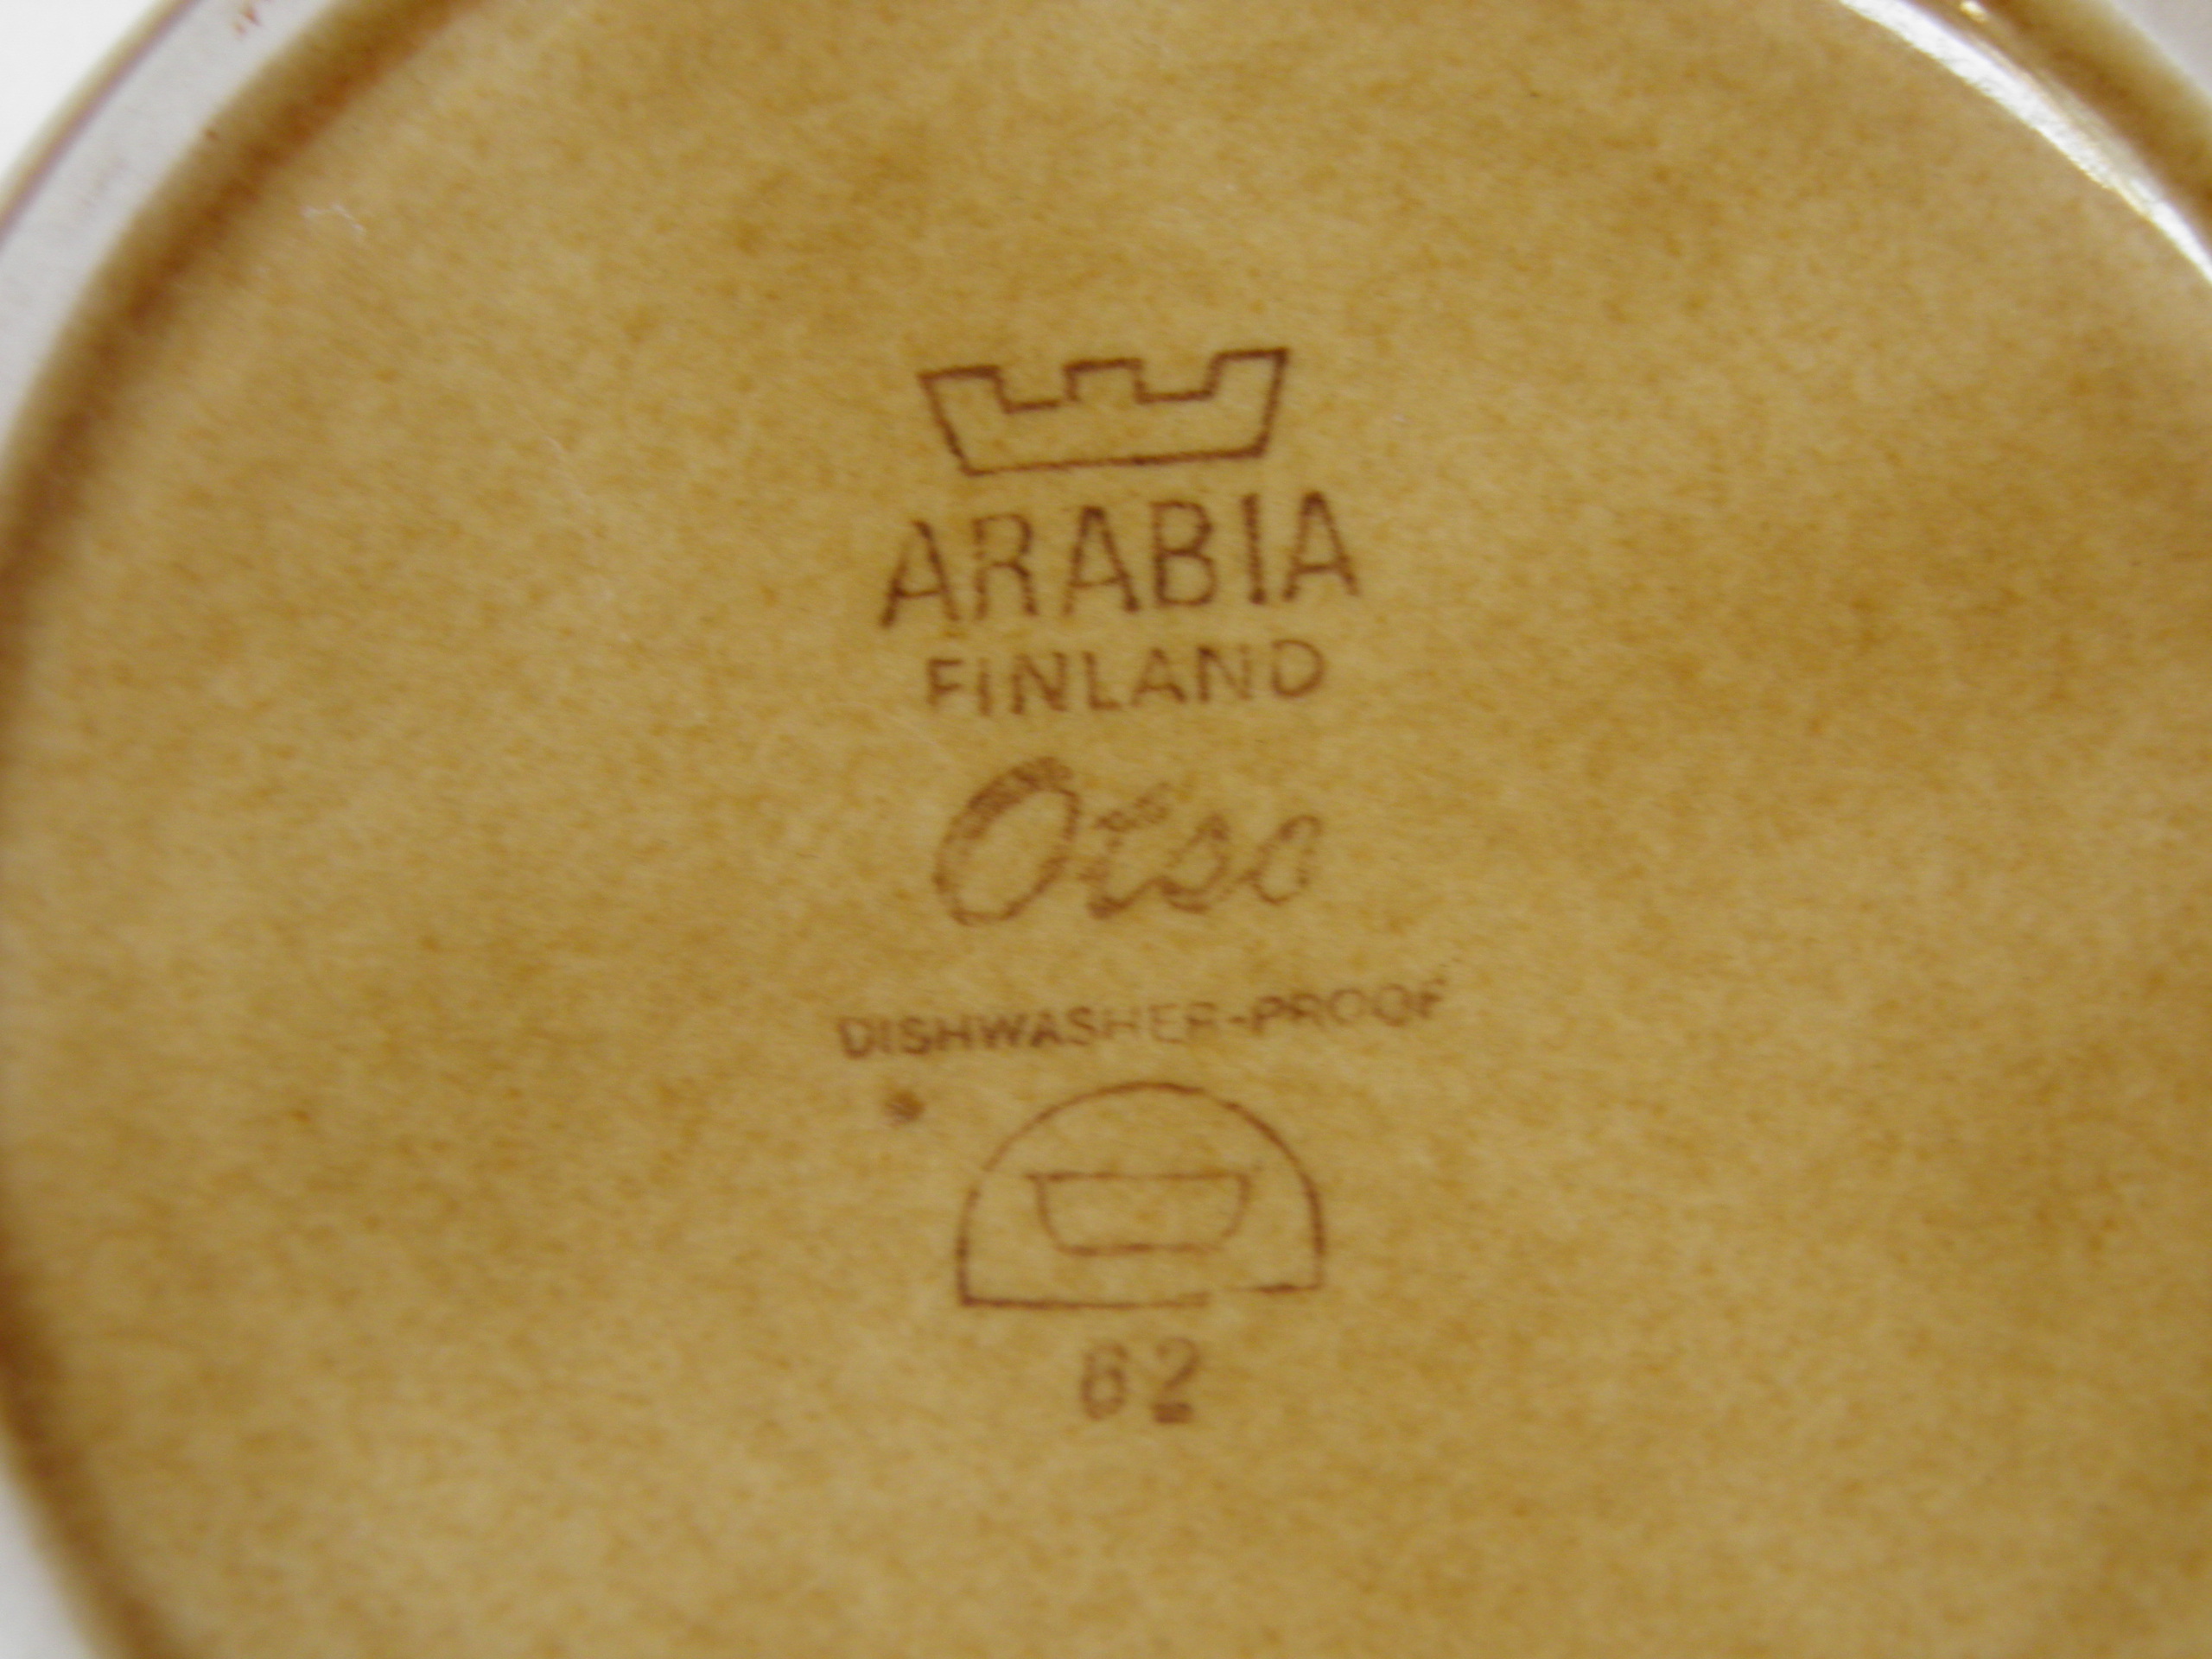 ARABIA
FINLAND
Otso
DISHWASHER-PROOF
62